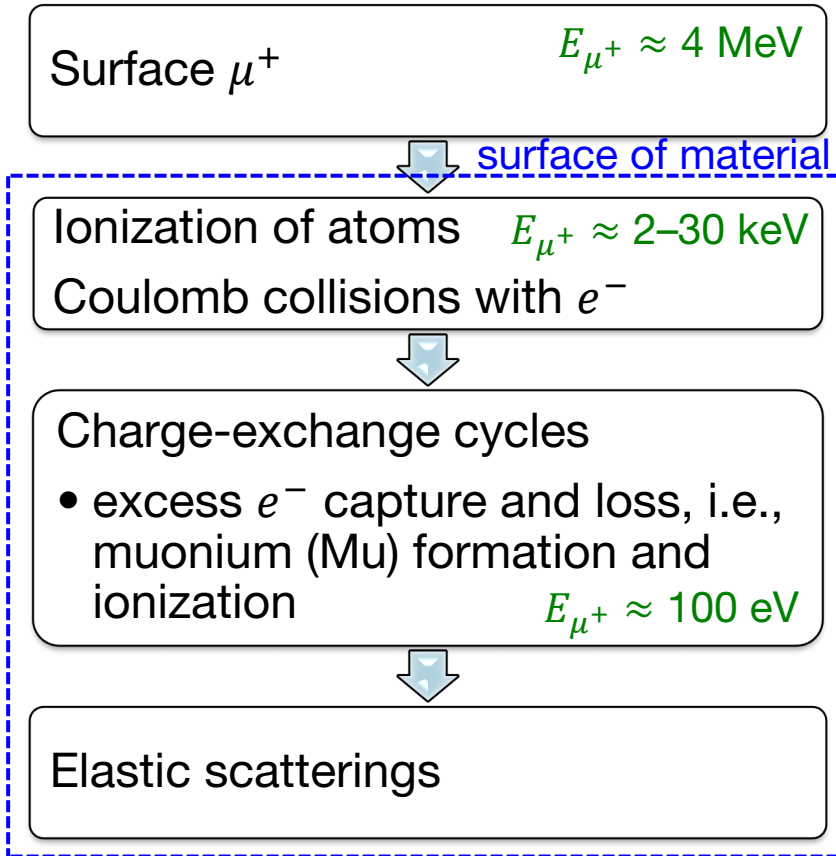 Surface μ⁺ E_μ⁺ ≈ 4 MeV
surface of material
Ionization of atoms E_μ⁺ ≈ 2–30 keV
Coulomb collisions with e⁻
Charge-exchange cycles
• excess e⁻ capture and loss, i.e.,
muonium (Mu) formation and
ionization E_μ⁺ ≈ 100 eV
Elastic scatterings